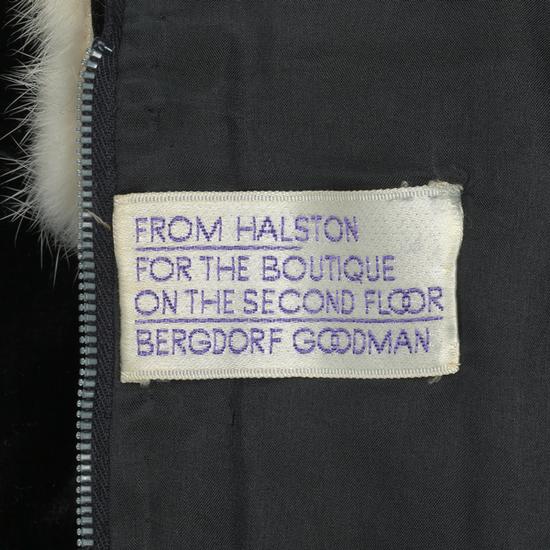 FROM HALSTON
FOR THE BOUTIQUE
ON THE SECOND FLOOR
BERGDORF GOODMAN